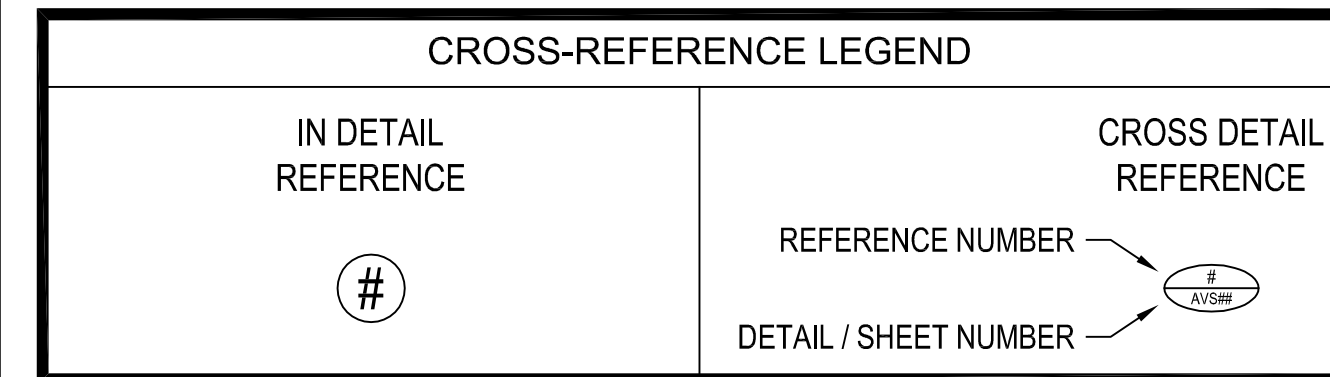 CROSS-REFERENCE LEGEND
IN DETAIL
REFERENCE
#
CROSS DETAIL
REFERENCE
REFERENCE NUMBER
#
AVS##
DETAIL / SHEET NUMBER